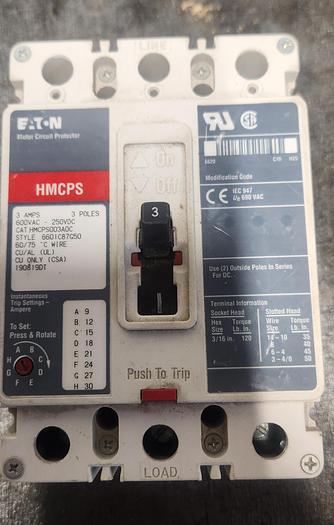 LINE
EATON
Motor Circuit Protector
HMCPS
3 AMPS 3 POLES
600VAC - 250VDC
CAT.HMCPS003A0C
STYLE 6601C87G50
60/75 °C WIRE
CU/AL (UL)
CU ONLY (CSA)
190819DT
Instantaneous
Trip Settings -
Ampere
To Set:
Press & Rotate
A B C E F G H
A 9
B 12
C 15
D 18
E 21
F 24
G 27
H 30
On
Off
3
Push To Trip
Modification Code
CE IEC 947
Ue 690 VAC
Use (2) Outside Poles In Series
For DC.
Terminal Information
Socket Head Slotted Head
Hex Torque Wire Torque
Size Lb. In. Size Lb. In.
3/16 in. 120 14-10 35
8 40
6-4 45
3-4/0 50
LOAD